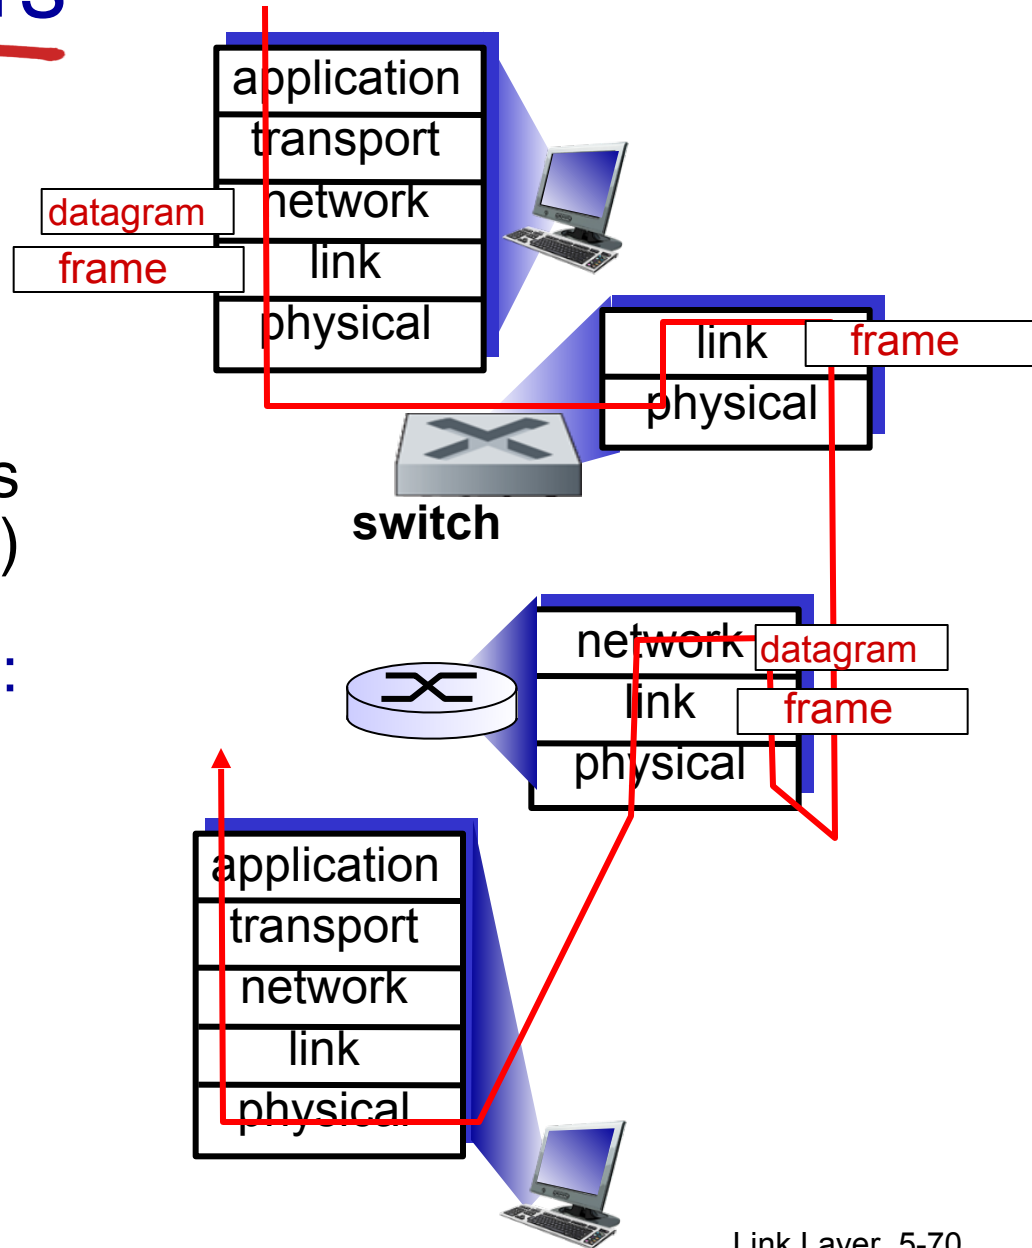 rs
application
transport
datagram network
frame link
physical
link frame
physical
s
switch
)
network datagram
:
link frame
physical
application
transport
network
link
physical
Link Layer 5-70